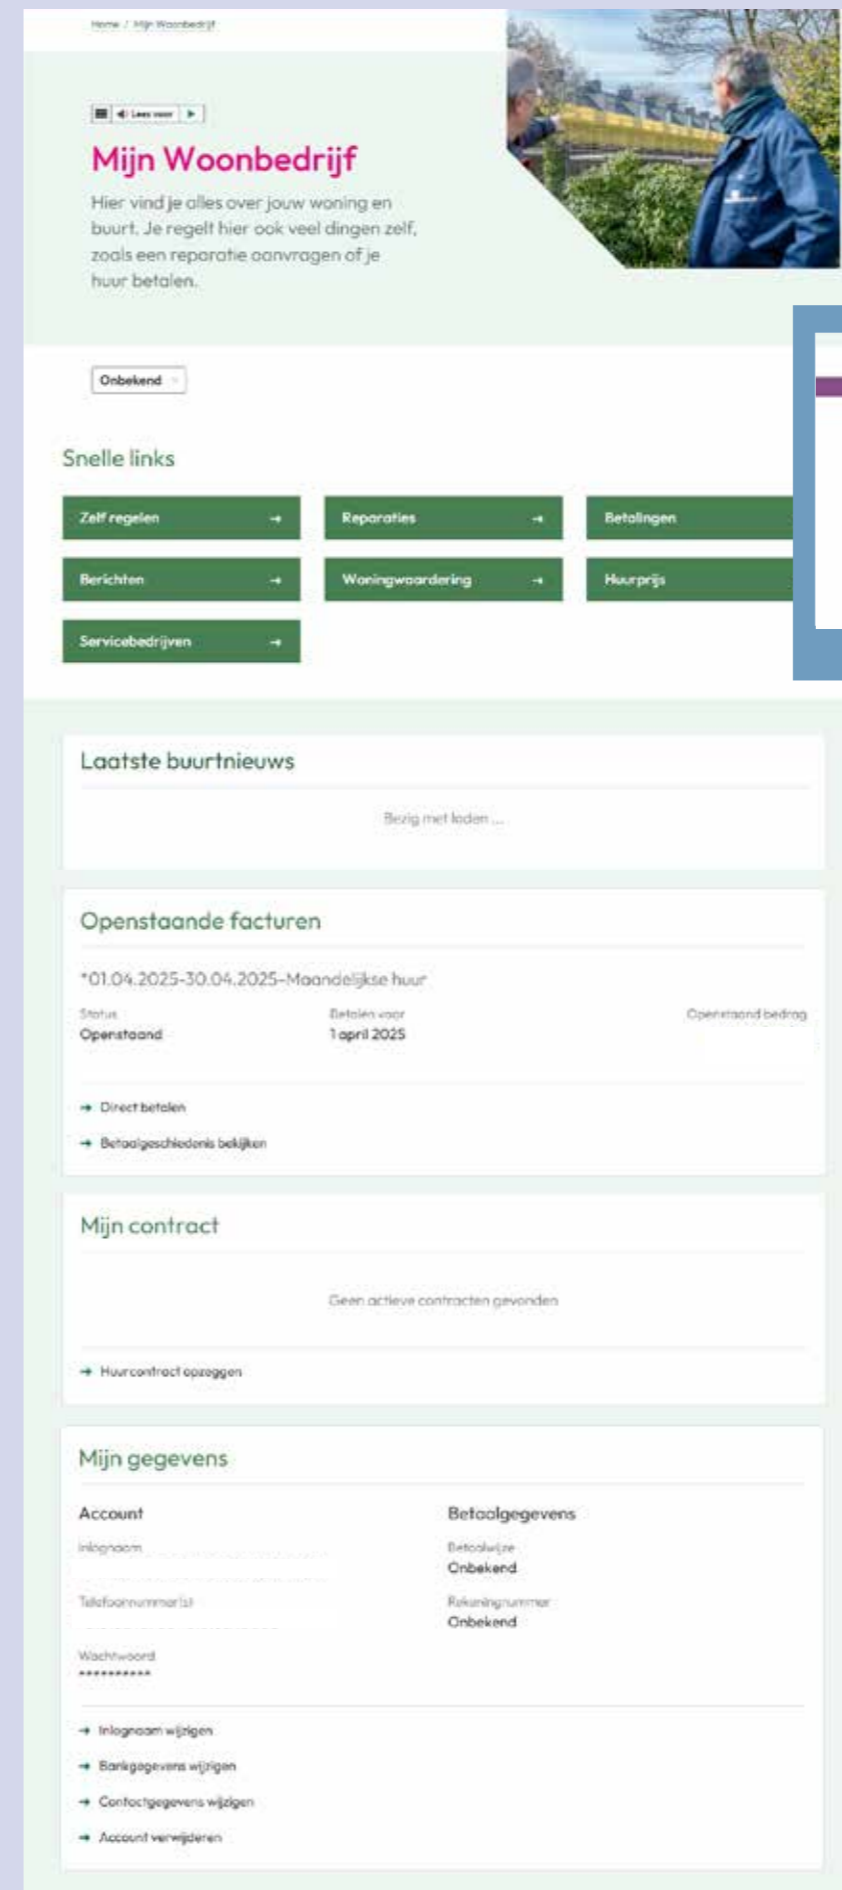 Home / Mijn Woonbedrijf
Lees voor
Mijn Woonbedrijf
Hier vind je alles over jouw woning en
buurt. Je regelt hier ook veel dingen zelf,
zoals een reparatie aanvragen of je
huur betalen.
Onbekend
Snelle links
Zelf regelen → Reparaties → Betalingen
Berichten → Woningwaardering → Huurprijs
Servicebedrijven →
Laatste buurtnieuws
Bezig met laden ...
Openstaande facturen
*01.04.2025-30.04.2025-Maandelijkse huur
Status Betalen voor Openstaand bedrag
Openstaand 1 april 2025
→ Direct betalen
→ Betaalgeschiedenis bekijken
Mijn contract
Geen actieve contracten gevonden
→ Huurcontract opzeggen
Mijn gegevens
Account Betaalgegevens
Inlognaam Betaalwijze
Onbekend
Telefoonnummer(s) Rekeningnummer
Onbekend
Wachtwoord
**********
→ Inlognaam wijzigen
→ Bankgegevens wijzigen
→ Contactgegevens wijzigen
→ Account verwijderen